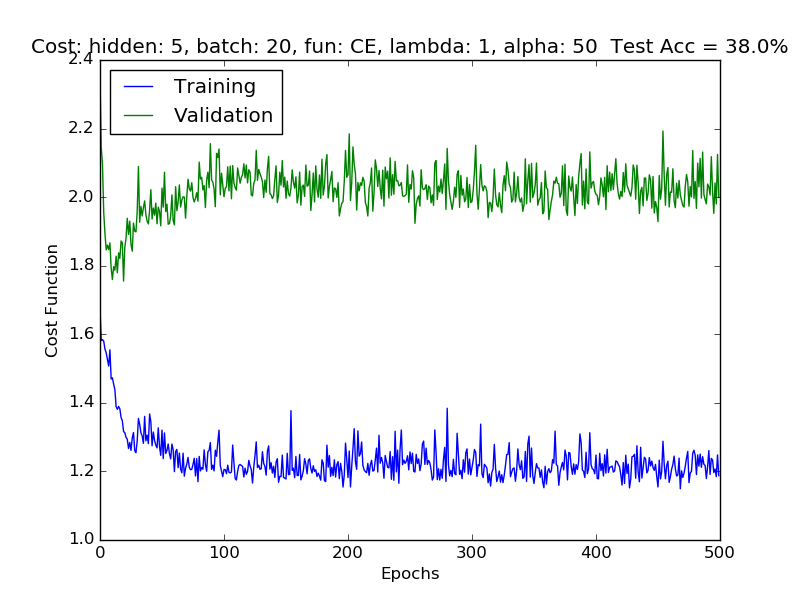 Cost: hidden: 5, batch: 20, fun: CE, lambda: 1, alpha: 50  Test Acc = 38.0%
Training
Validation
2.4
2.2
2.0
1.8
1.6
1.4
1.2
1.0
Cost Function
0 100 200 300 400 500
Epochs